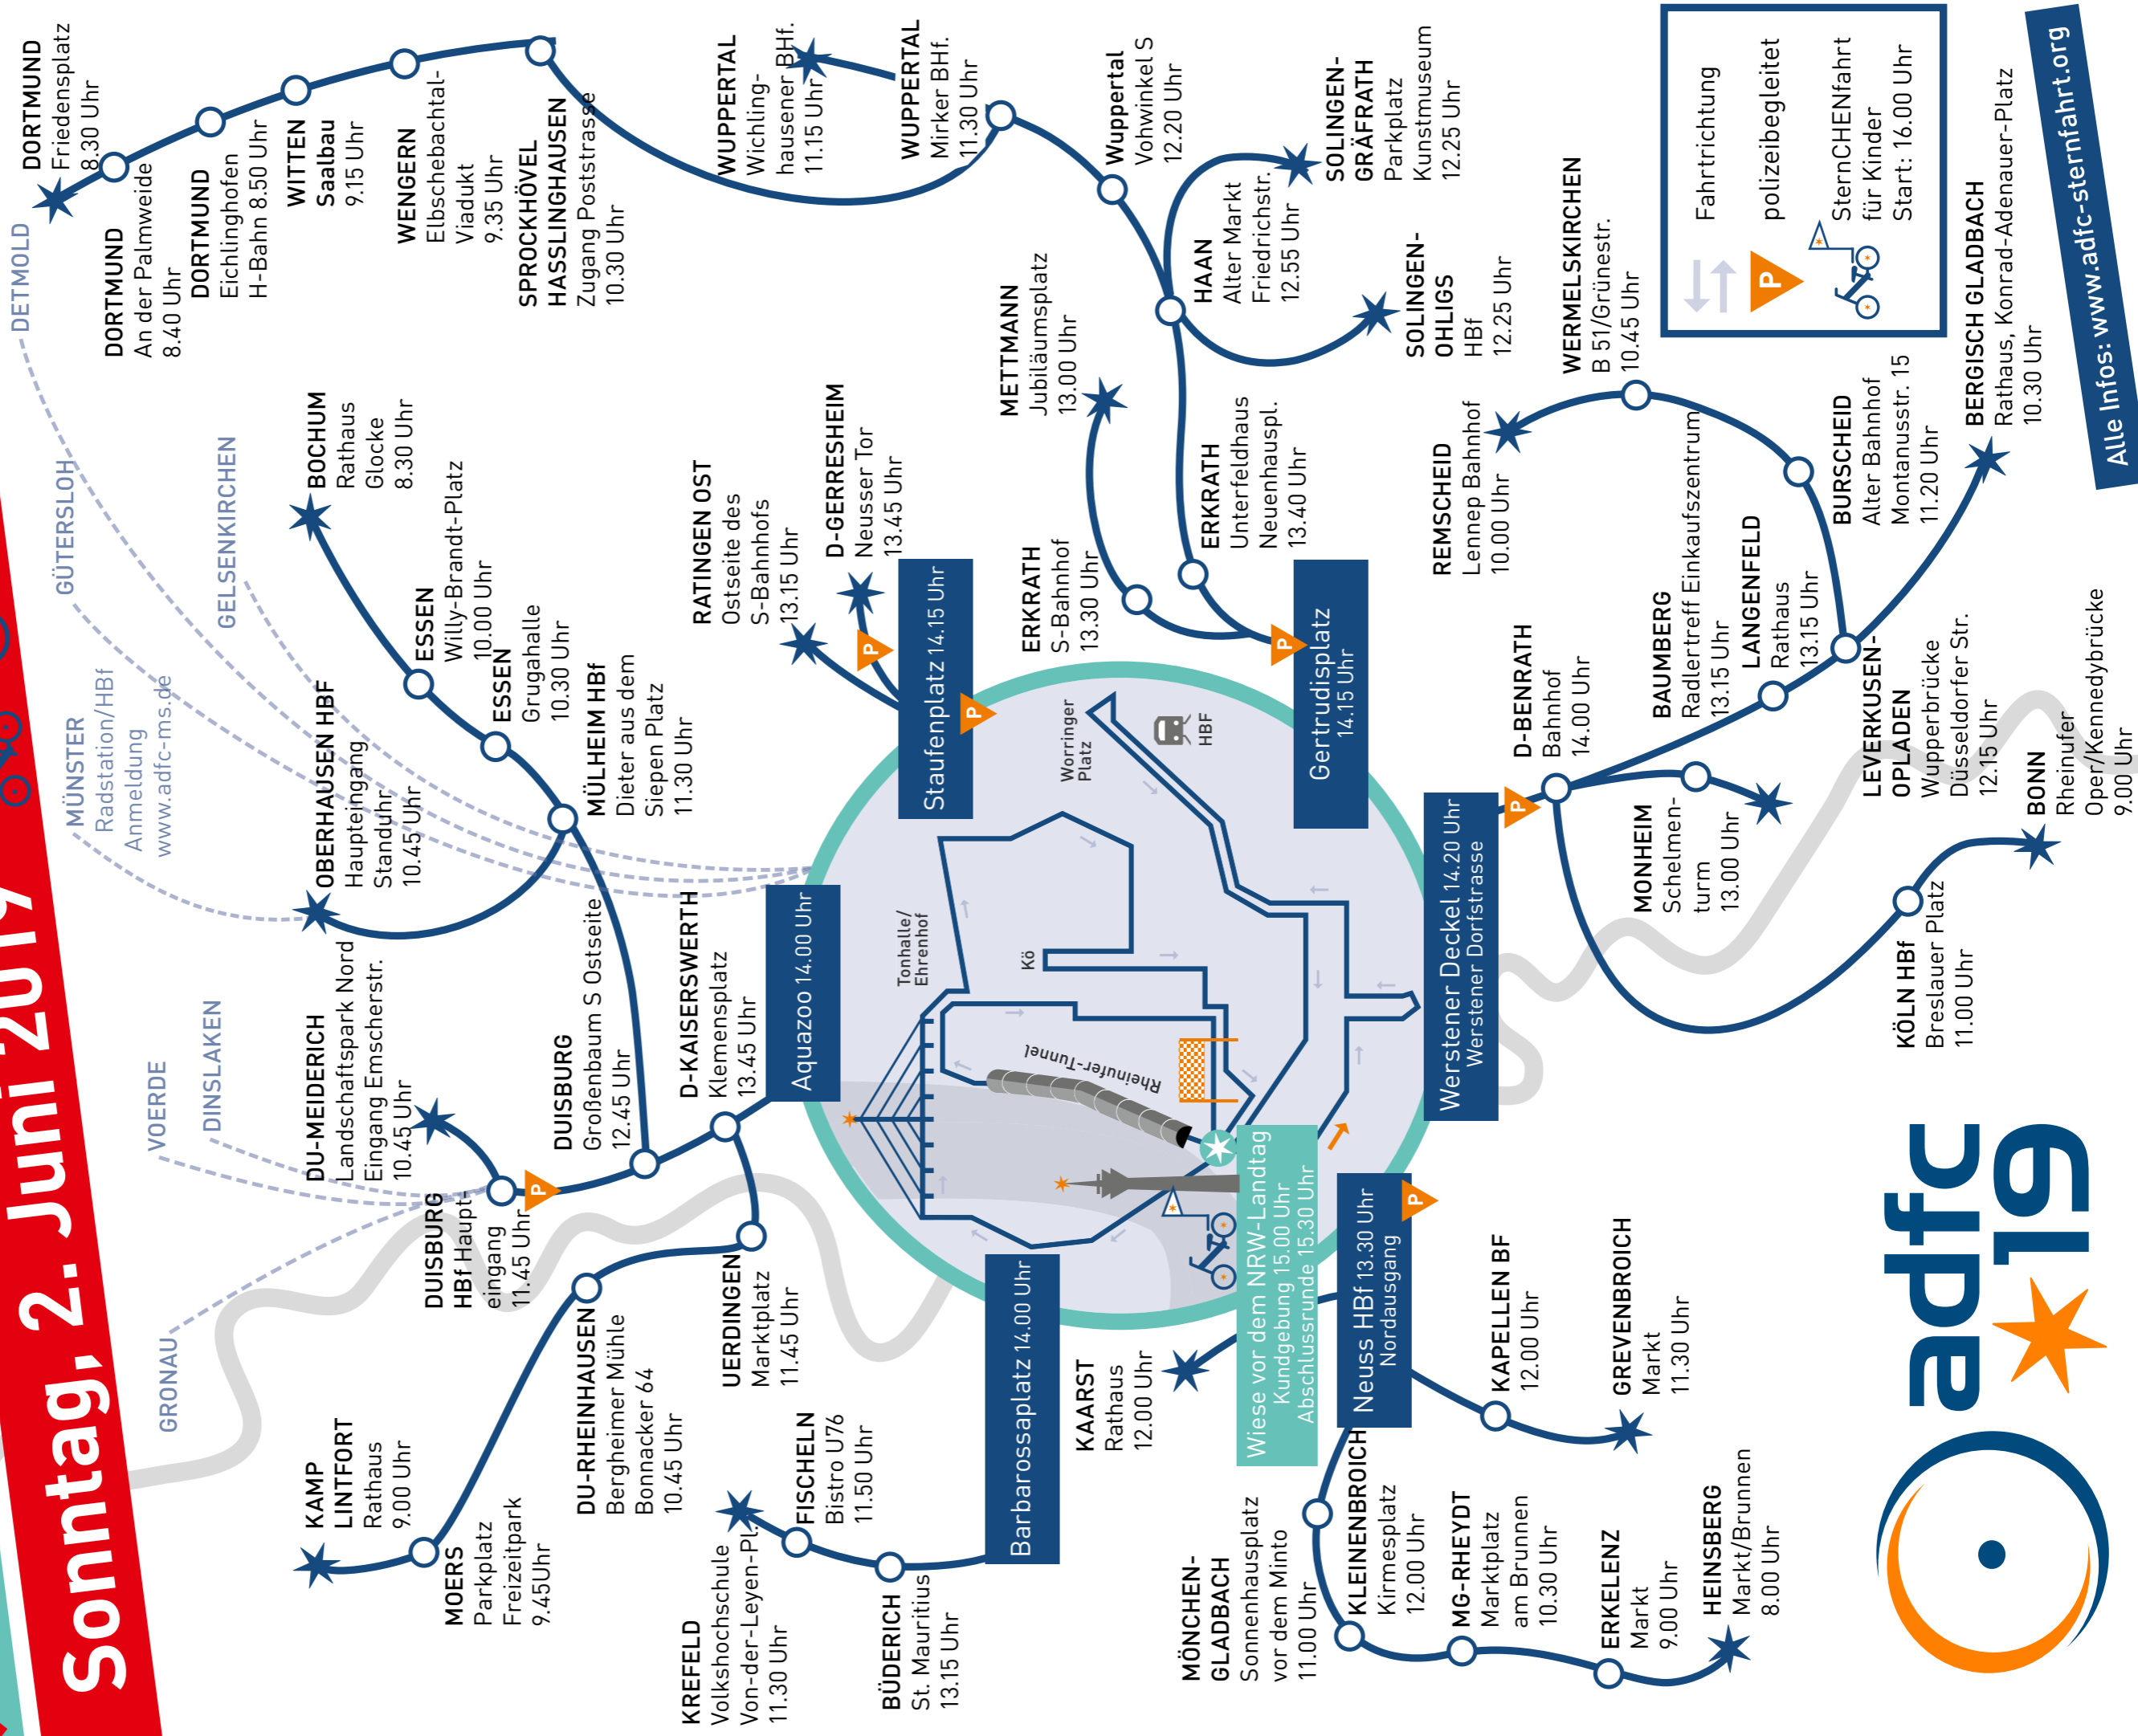 Sonntag, 2. Juni 2019
GRONAU
VOERDE
DINSLAKEN
MÜNSTER
Radstation/HBf
Anmeldung
www.adfc-ms.de
GÜTERSLOH
GELSENKIRCHEN
DETMOLD
KAMP
LINTFORT
Rathaus
9.00 Uhr
MOERS
Parkplatz
Freizeitpark
9.45Uhr
DU-RHEINHAUSEN
Bergheimer Mühle
Bonnacker 64
10.45 Uhr
UERDINGEN
Marktplatz
11.45 Uhr
DU-MEIDERICH
Landschaftspark Nord
Eingang Emscherstr.
10.45 Uhr
DUISBURG
HBf Haupt-
eingang
11.45 Uhr
P
DUISBURG
Großenbaum S Ostseite
12.45 Uhr
D-KAISERSWERTH
Klemensplatz
13.45 Uhr
OBERHAUSEN HBF
Haupteingang
Standuhr
10.45 Uhr
BOCHUM
Rathaus
Glocke
8.30 Uhr
ESSEN
Willy-Brandt-Platz
10.00 Uhr
ESSEN
Grugahalle
10.30 Uhr
MÜLHEIM HBf
Dieter aus dem
Siepen Platz
11.30 Uhr
Aquazoo 14.00 Uhr
DORTMUND
Friedensplatz
8.30 Uhr
DORTMUND
An der Palmweide
8.40 Uhr
DORTMUND
Eichlinghofen
H-Bahn 8.50 Uhr
WITTEN
Saalbau
9.15 Uhr
WENGERN
Elbschebachtal-
Viadukt
9.35 Uhr
SPROCKHÖVEL
HASSLINGHAUSEN
Zugang Poststrasse
10.30 Uhr
WUPPERTAL
Wichling-
hausener BHf.
11.15 Uhr
WUPPERTAL
Mirker BHf.
11.30 Uhr
Wuppertal
Vohwinkel S
12.20 Uhr
SOLINGEN-
GRÄFRATH
Parkplatz
Kunstmuseum
12.25 Uhr
HAAN
Alter Markt
Friedrichstr.
12.55 Uhr
SOLINGEN-
OHLIGS
HBf
12.25 Uhr
METTMANN
Jubiläumsplatz
13.00 Uhr
ERKRATH
S-Bahnhof
13.30 Uhr
ERKRATH
Unterfeldhaus
Neuenhauspl.
13.40 Uhr
RATINGEN OST
Ostseite des
S-Bahnhofs
13.15 Uhr
D-GERRESHEIM
Neusser Tor
13.45 Uhr
P
Staufenplatz 14.15 Uhr
P
P
Gertrudisplatz
14.15 Uhr
Tonhalle/
Ehrenhof
Kö
Worringer
Platz
HBF
Rheinufer-Tunnel
Wiese vor dem NRW-Landtag
Kundgebung 15.00 Uhr
Abschlussrunde 15.30 Uhr
Werstener Deckel 14.20 Uhr
Werstener Dorfstrasse
P
KREFELD
Volkshochschule
Von-der-Leyen-Pl.
11.30 Uhr
FISCHELN
Bistro U76
11.50 Uhr
BÜDERICH
St. Mauritius
13.15 Uhr
Barbarossaplatz 14.00 Uhr
KAARST
Rathaus
12.00 Uhr
Neuss HBf 13.30 Uhr
Nordausgang
P
MÖNCHEN-
GLADBACH
Sonnenhausplatz
vor dem Minto
11.00 Uhr
KLEINENBROICH
Kirmesplatz
12.00 Uhr
MG-RHEYDT
Marktplatz
am Brunnen
10.30 Uhr
ERKELENZ
Markt
9.00 Uhr
HEINSBERG
Markt/Brunnen
8.00 Uhr
KAPELLEN BF
12.00 Uhr
GREVENBROICH
Markt
11.30 Uhr
REMSCHEID
Lennep Bahnhof
10.00 Uhr
WERMELSKIRCHEN
B 51/Grünestr.
10.45 Uhr
BURSCHEID
Alter Bahnhof
Montanusstr. 15
11.20 Uhr
BERGISCH GLADBACH
Rathaus, Konrad-Adenauer-Platz
10.30 Uhr
D-BENRATH
Bahnhof
14.00 Uhr
BAUMBERG
Radlertreff Einkaufszentrum
13.15 Uhr
LANGENFELD
Rathaus
13.15 Uhr
LEVERKUSEN-
OPLADEN
Wupperbrücke
Düsseldorfer Str.
12.15 Uhr
MONHEIM
Schelmen-
turm
13.00 Uhr
KÖLN HBf
Breslauer Platz
11.00 Uhr
BONN
Rheinufer
Oper/Kennedybrücke
9.00 Uhr
Fahrtrichtung
P
polizeibegleitet
SternCHENfahrt
für Kinder
Start: 16.00 Uhr
Alle Infos: www.adfc-sternfahrt.org
adfc
19